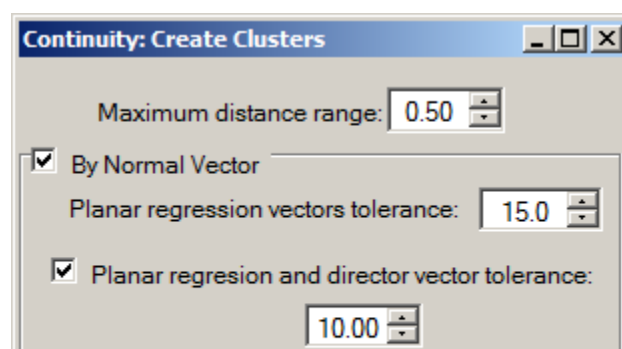 Continuity: Create Clusters
Maximum distance range: 0.50
By Normal Vector
Planar regression vectors tolerance: 15.0
Planar regresion and director vector tolerance:
10.00